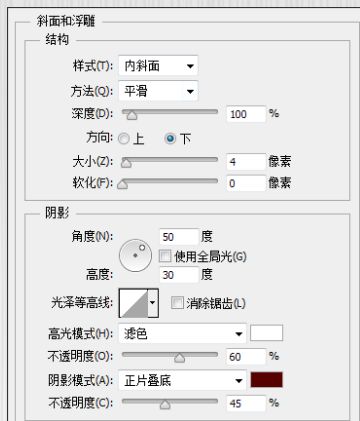 斜面和浮雕
结构
样式(T): 内斜面
方法(Q): 平滑
深度(D): 100 %
方向: 上 下
大小(Z): 4 像素
软化(F): 0 像素
阴影
角度(N): 50 度
使用全局光(G)
高度: 30 度
光泽等高线: 消除锯齿(L)
高光模式(H): 滤色
不透明度(O): 60 %
阴影模式(A): 正片叠底
不透明度(C): 45 %